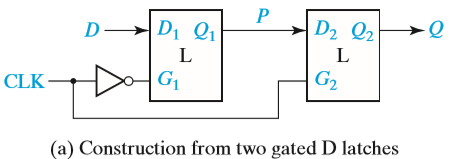 D D₁ Q₁ P D₂ Q₂ Q
L L
CLK G₁ G₂
(a) Construction from two gated D latches